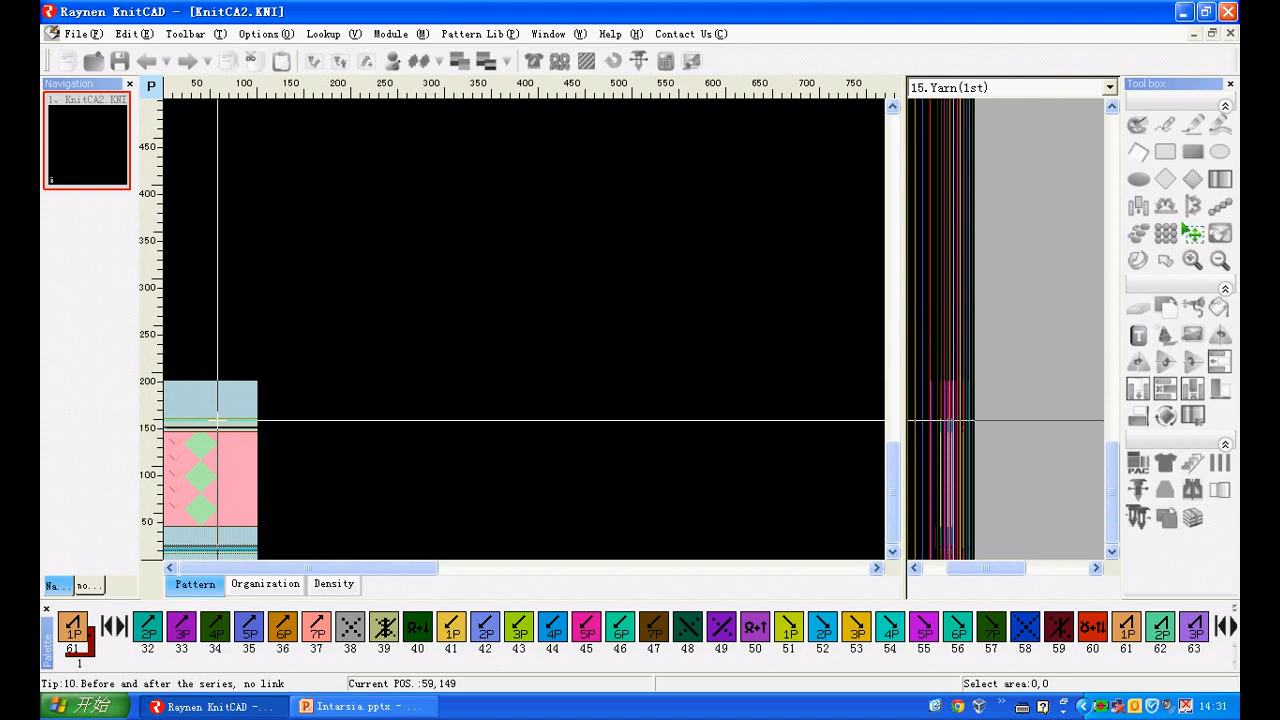 Raynen KnitCAD - [KnitCA2.KNI]
File(F) Edit(E) Toolbar (T) Options(O) Lookup (V) Module (M) Pattern Lib(P) Window (W) Help (H) Contact Us(C)
Navigation
P
50 100 150 200 250 300 350 400 450 500 550 600 650 700 750
15.Yarn(1st)
Tool box
1、KnitCA2.KNI
450
400
350
300
250
200
150
100
50
T
PAC
Na... no...
Pattern Organization Density
Palette
1P 2P 3P 4P 5P 6P 7P 1P 2P 3P 4P 5P 6P 7P 1P 2P 3P 4P 5P 6P 7P 1P 2P 3P
61 32 33 34 35 36 37 38 39 40 41 42 43 44 45 46 47 48 49 50 51 52 53 54 55 56 57 58 59 60 61 62 63
1
Tip:10.Before and after the series, no link
Current POS.:59,149
Select area:0,0
开始
Raynen KnitCAD -...
Intarsia.pptx - ...
14:31